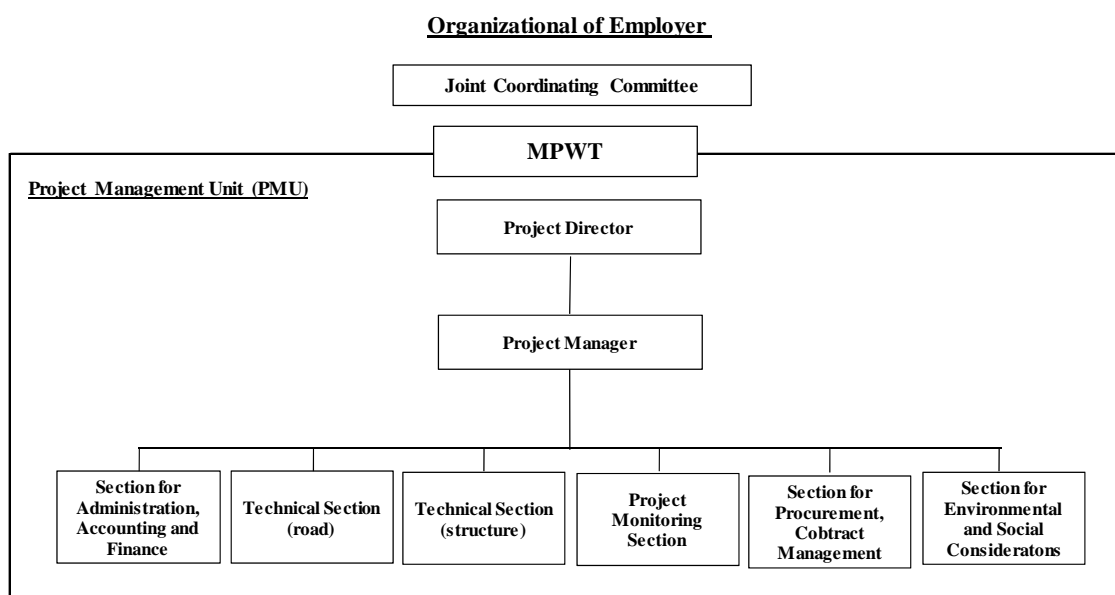 Organizational of Employer
Joint Coordinating Committee
MPWT
Project Management Unit (PMU)
Project Director
Project Manager
Section for
Administration,
Accounting and
Finance
Technical Section
(road)
Technical Section
(structure)
Project
Monitoring
Section
Section for
Procurement,
Cobtract
Management
Section for
Environmental
and Social
Consideratons